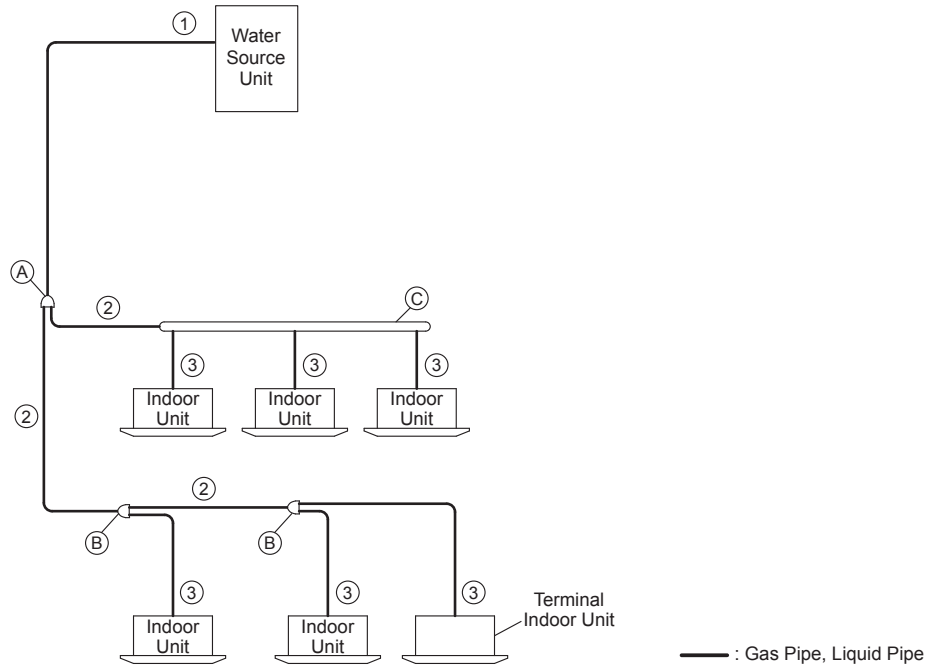 ①
Water
Source
Unit
Ⓐ
②
Ⓒ
③
③
③
Indoor
Unit
Indoor
Unit
Indoor
Unit
②
②
Ⓑ
Ⓑ
③
③
③
Indoor
Unit
Indoor
Unit
Terminal
Indoor Unit
: Gas Pipe, Liquid Pipe